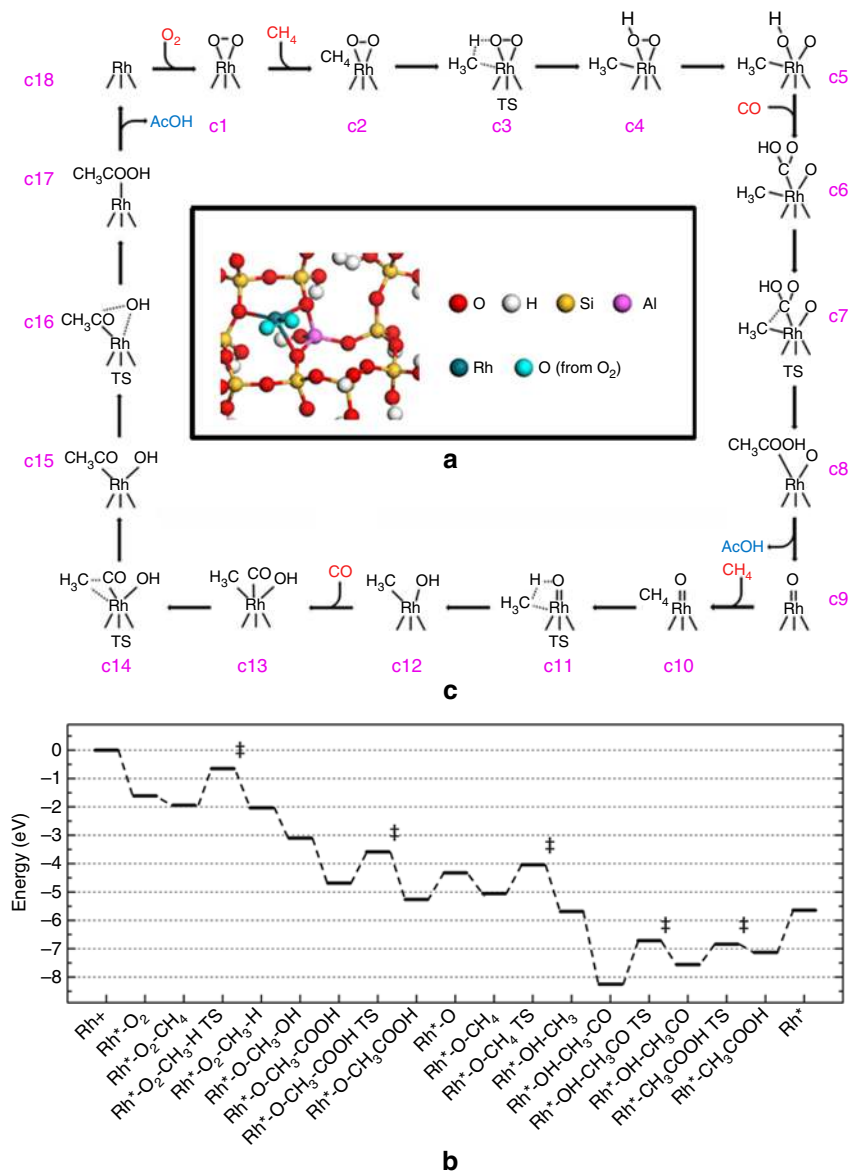 O₂
CH₄
c18
Rh
O O
Rh
c1
O O
CH₄
Rh
c2
H
O O
H₃C
Rh
TS
c3
H
O O
H₃C
Rh
c4
H
O
O
H₃C
Rh
c5
AcOH
CO
c17
CH₃COOH
Rh
HO O
C
O
H₃C
Rh
c6
O H Si Al
Rh O (from O₂)
a
c16
OH
CH₃CO
Rh
TS
HO O
C
O
H₃C
Rh
TS
c7
c15
CH₃CO OH
Rh
CH₃COOH
O
Rh
c8
AcOH
CH₄
H₃C
CO
OH
Rh
TS
c14
CO
H₃C
CO
OH
Rh
c13
H₃C
OH
Rh
c12
H
O
H₃C
Rh
TS
c11
O
CH₄
Rh
c10
O
Rh
c9
c
Energy (eV)
0
−1
−2
−3
−4
−5
−6
−7
−8
‡
‡
‡
‡
‡
Rh+
Rh*-O₂
Rh*-O₂-CH₄
Rh*-O₂-CH₃-H TS
Rh*-O₂-CH₃-H
Rh*-O-CH₃-OH
Rh*-O-CH₃-COOH
Rh*-O-CH₃-COOH TS
Rh*-O-CH₃COOH
Rh*-O
Rh*-O-CH₄
Rh*-O-CH₄ TS
Rh*-OH-CH₃
Rh*-OH-CH₃-CO
Rh*-OH-CH₃CO TS
Rh*-OH-CH₃CO
Rh*-CH₃COOH TS
Rh*-CH₃COOH
Rh*
b